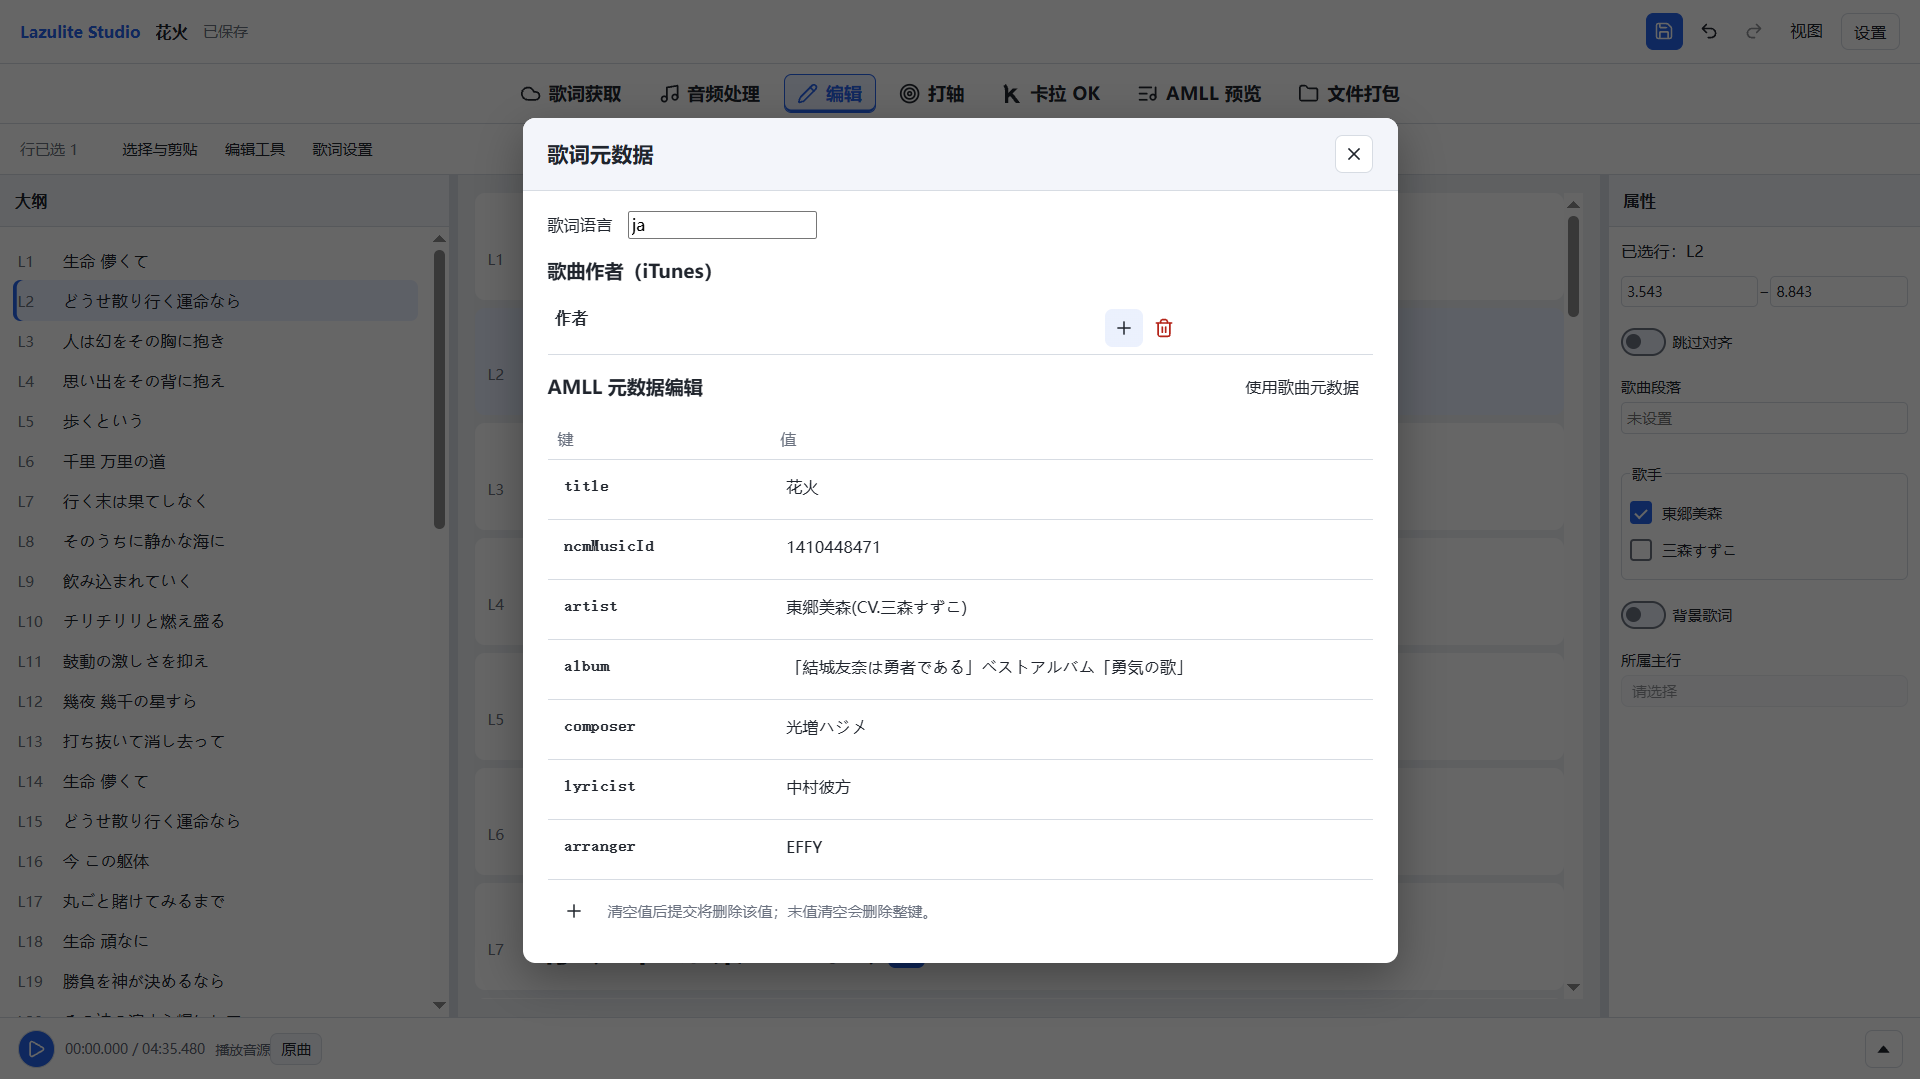 Lazulite Studio 花火 已保存
视图 设置
歌词获取 音频处理 编辑 打轴 卡拉 OK AMLL 预览 文件打包
行已选 1 选择与剪贴 编辑工具 歌词设置
大纲
L1 生命 儚くて
L2 どうせ散り行く運命なら
L3 人は幻をその胸に抱き
L4 思い出をその背に抱え
L5 歩くという
L6 千里 万里の道
L7 行く末は果てしなく
L8 そのうちに静かな海に
L9 飲み込まれていく
L10 チリチリリと燃え盛る
L11 鼓動の激しさを抑え
L12 幾夜 幾千の星すら
L13 打ち抜いて消し去って
L14 生命 儚くて
L15 どうせ散り行く運命なら
L16 今 この躯体
L17 丸ごと賭けてみるまで
L18 生命 頑なに
L19 勝負を神が決めるなら
L1
L2
L3
L4
L5
L6
L7
歌词元数据
歌词语言 ja
歌曲作者（iTunes）
作者
AMLL 元数据编辑 使用歌曲元数据
键 值
title 花火
ncmMusicId 1410448471
artist 東郷美森(CV.三森すずこ)
album 「結城友奈は勇者である」ベストアルバム「勇気の歌」
composer 光増ハジメ
lyricist 中村彼方
arranger EFFY
清空值后提交将删除该值；末值清空会删除整键。
属性
已选行：L2
3.543 – 8.843
跳过对齐
歌曲段落
未设置
歌手
東郷美森
三森すずこ
背景歌词
所属主行
请选择
00:00.000 / 04:35.480 播放音源 原曲